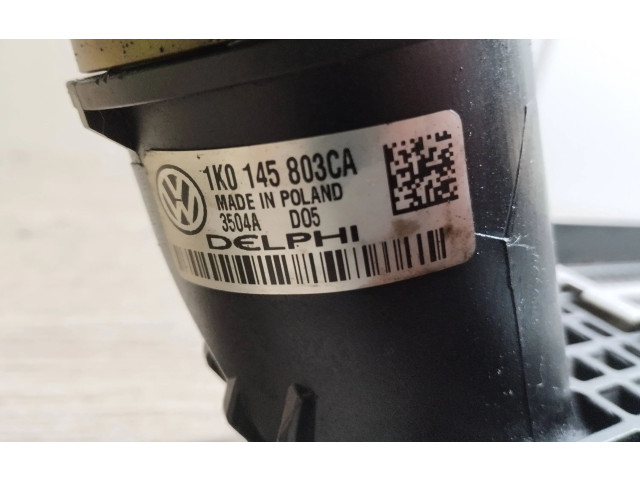 1K0 145 803CA
MADE IN POLAND
3504A D05
DELPHI